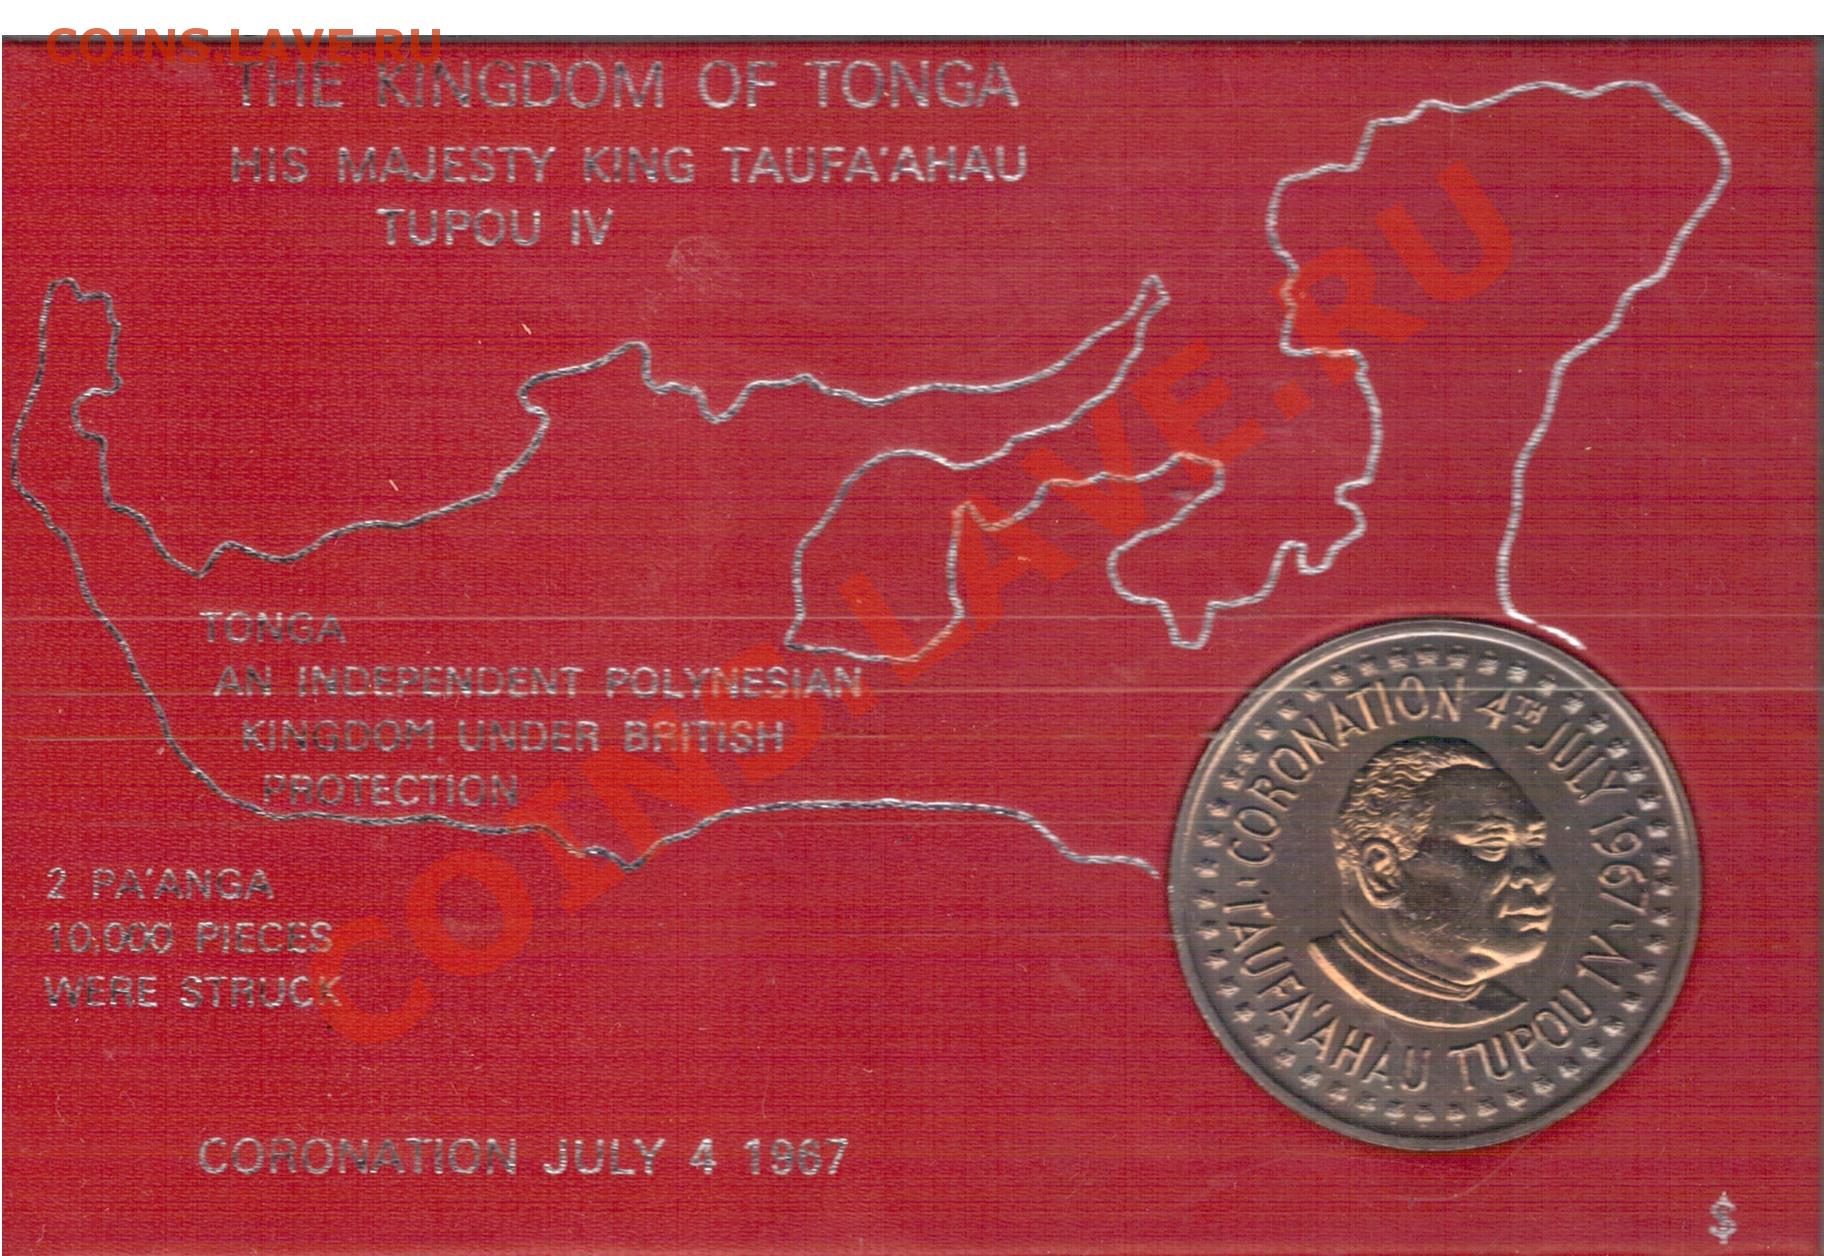 COINS.LAVE.RU
THE KINGDOM OF TONGA
HIS MAJESTY KING TAUFA'AHAU
TUPOU IV
TONGA
AN INDEPENDENT POLYNESIAN
KINGDOM UNDER BRITISH
PROTECTION
2 PA'ANGA
10,000 PIECES
WERE STRUCK
CORONATION JULY 4 1967
CORONATION 4TH JULY 1967
TAUFA'AHAU TUPOU IV
$
COINS.LAVE.RU